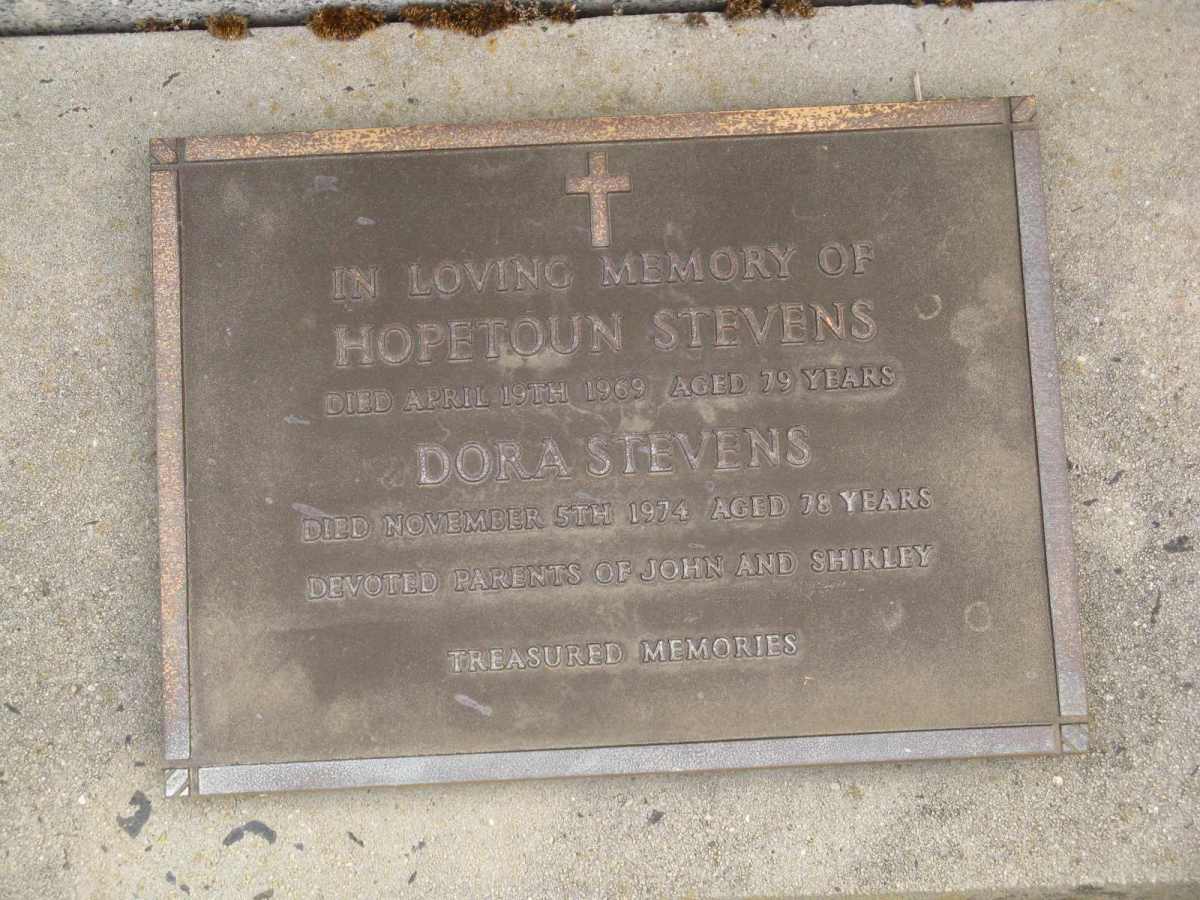 IN LOVING MEMORY OF
HOPETOUN STEVENS
DIED APRIL 19TH 1969 AGED 79 YEARS
DORA STEVENS
DIED NOVEMBER 5TH 1974 AGED 78 YEARS
DEVOTED PARENTS OF JOHN AND SHIRLEY
TREASURED MEMORIES